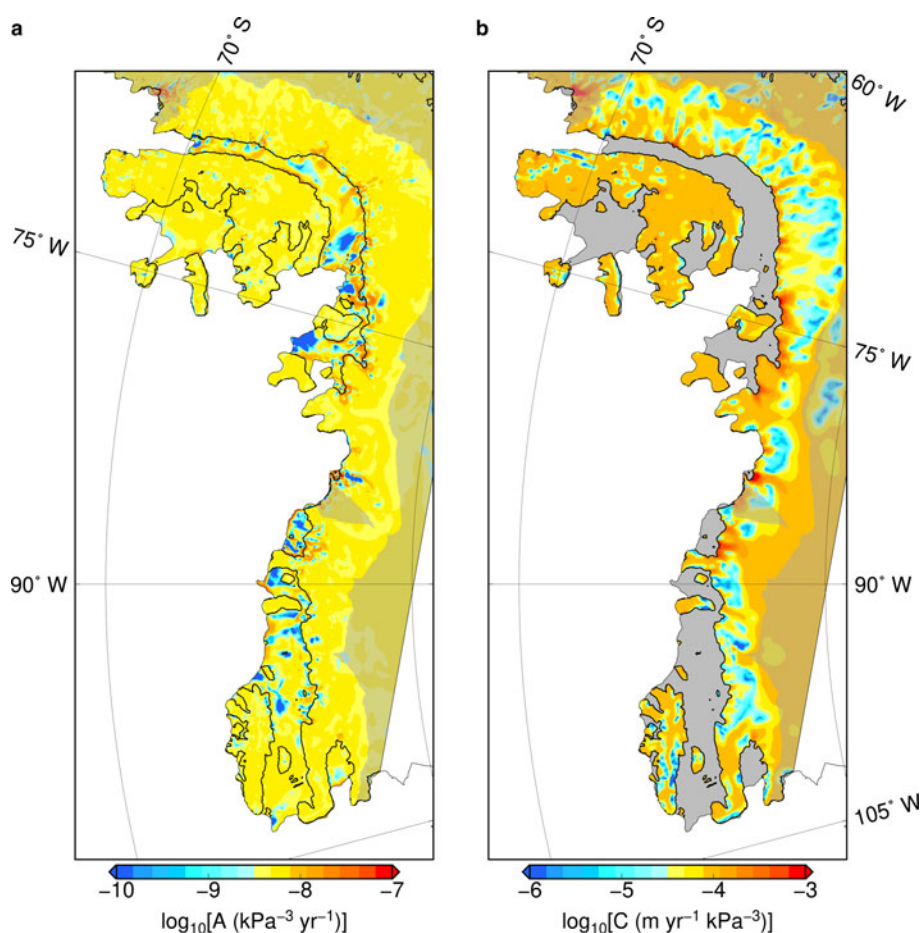 a
b
70° S
60° W
75° W
75° W
90° W
90° W
105° W
−10 −9 −8 −7
−6 −5 −4 −3
log₁₀[A (kPa⁻³ yr⁻¹)]
log₁₀[C (m yr⁻¹ kPa⁻³)]